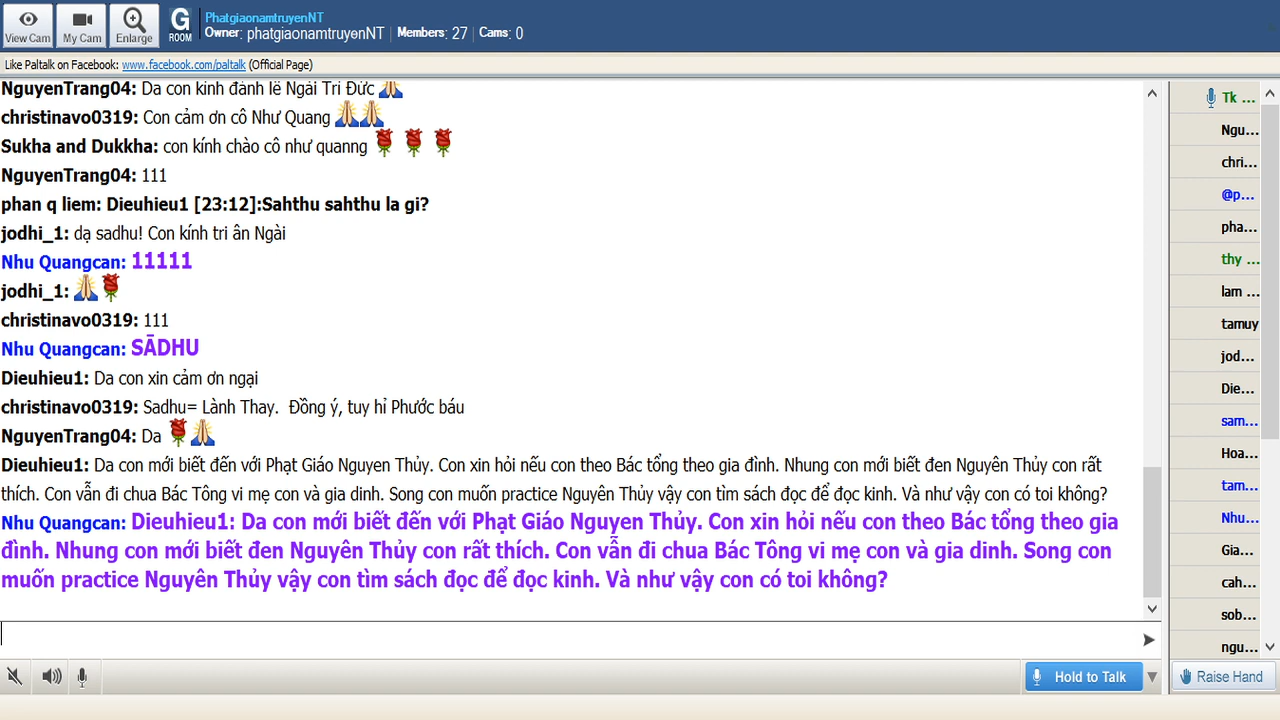 View Cam
My Cam
Enlarge
G ROOM
PhatgiaonamtruyenNT
Owner: phatgiaonamtruyenNT | Members: 27 | Cams: 0
Like Paltalk on Facebook: www.facebook.com/paltalk (Official Page)
NguyenTrang04: Da con kính đảnh lễ Ngài Trí Đức
christinavo0319: Con cảm ơn cô Như Quang
Sukha and Dukkha: con kính chào cô như quanng
NguyenTrang04: 111
phan q liem: Dieuhieu1 [23:12]:Sahthu sahthu la gi?
jodhi_1: dạ sadhu! Con kính tri ân Ngài
Nhu Quangcan: 11111
jodhi_1:
christinavo0319: 111
Nhu Quangcan: SĀDHU
Dieuhieu1: Da con xin cảm ơn ngại
christinavo0319: Sadhu= Lành Thay. Đồng ý, tuy hỉ Phước báu
NguyenTrang04: Da
Dieuhieu1: Da con mới biết đến với Phạt Giáo Nguyen Thủy. Con xin hỏi nếu con theo Bác tổng theo gia đình. Nhung con mới biết đen Nguyên Thủy con rất
thích. Con vẫn đi chua Bác Tông vi mẹ con và gia dinh. Song con muốn practice Nguyên Thủy vậy con tìm sách đọc để đọc kinh. Và như vậy con có toi không?
Nhu Quangcan: Dieuhieu1: Da con mới biết đến với Phạt Giáo Nguyen Thủy. Con xin hỏi nếu con theo Bác tổng theo gia
đình. Nhung con mới biết đen Nguyên Thủy con rất thích. Con vẫn đi chua Bác Tông vi mẹ con và gia dinh. Song con
muốn practice Nguyên Thủy vậy con tìm sách đọc để đọc kinh. Và như vậy con có toi không?
Tk ...
Ngu...
chri...
@p...
pha...
thy ...
lam ...
tamuy
jod...
Die...
sam...
Hoa...
tam...
Nhu...
Gia...
cah...
sob...
ngu...
Hold to Talk
Raise Hand